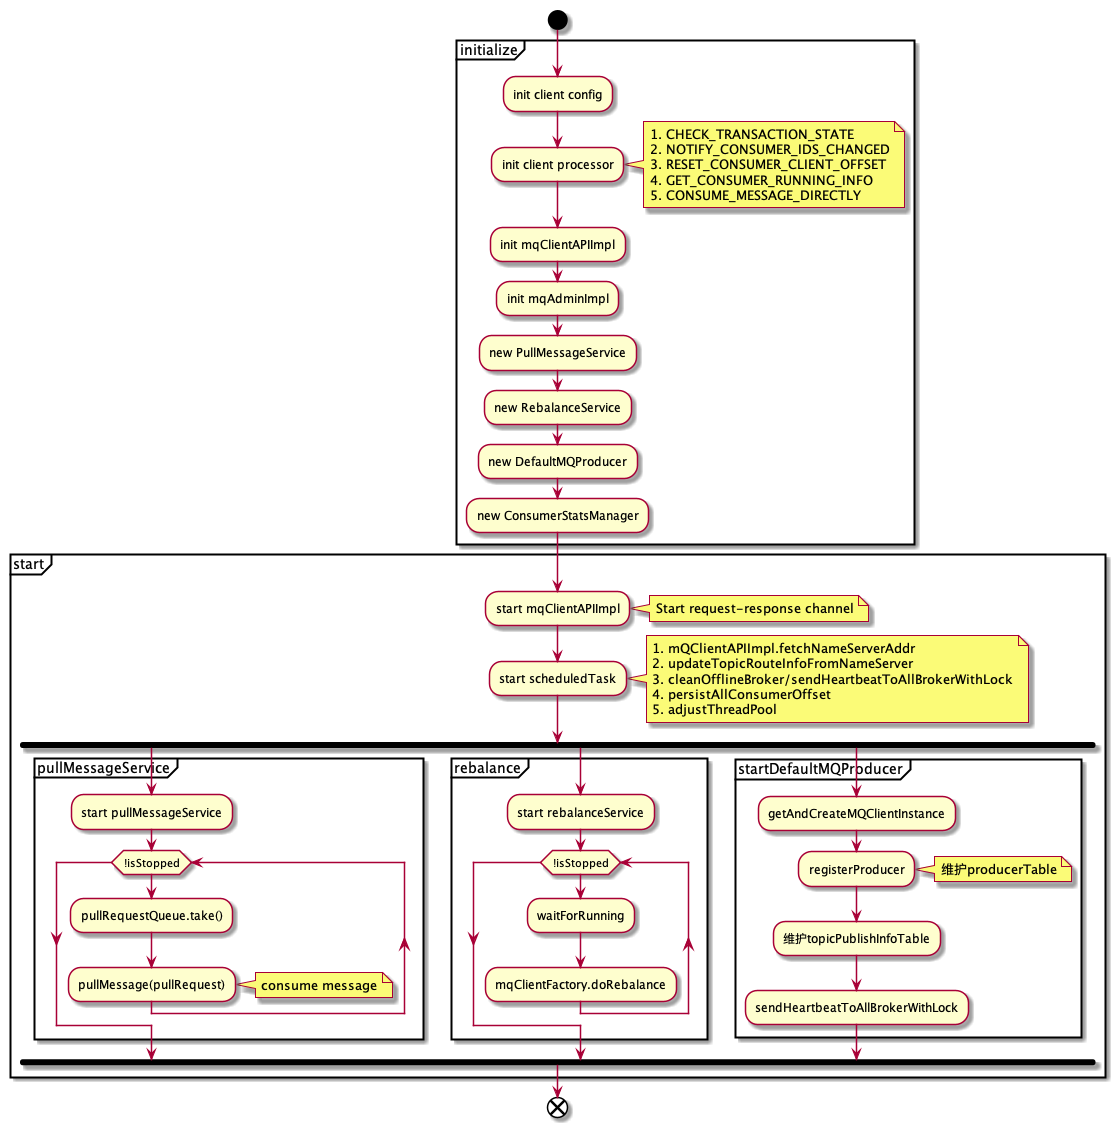 initialize
init client config
init client processor
1. CHECK_TRANSACTION_STATE
2. NOTIFY_CONSUMER_IDS_CHANGED
3. RESET_CONSUMER_CLIENT_OFFSET
4. GET_CONSUMER_RUNNING_INFO
5. CONSUME_MESSAGE_DIRECTLY
init mqClientAPIImpl
init mqAdminImpl
new PullMessageService
new RebalanceService
new DefaultMQProducer
new ConsumerStatsManager
start
start mqClientAPIImpl
Start request-response channel
start scheduledTask
1. mQClientAPIImpl.fetchNameServerAddr
2. updateTopicRouteInfoFromNameServer
3. cleanOfflineBroker/sendHeartbeatToAllBrokerWithLock
4. persistAllConsumerOffset
5. adjustThreadPool
pullMessageService
start pullMessageService
!isStopped
pullRequestQueue.take()
pullMessage(pullRequest)
consume message
rebalance
start rebalanceService
!isStopped
waitForRunning
mqClientFactory.doRebalance
startDefaultMQProducer
getAndCreateMQClientInstance
registerProducer
维护producerTable
维护topicPublishInfoTable
sendHeartbeatToAllBrokerWithLock